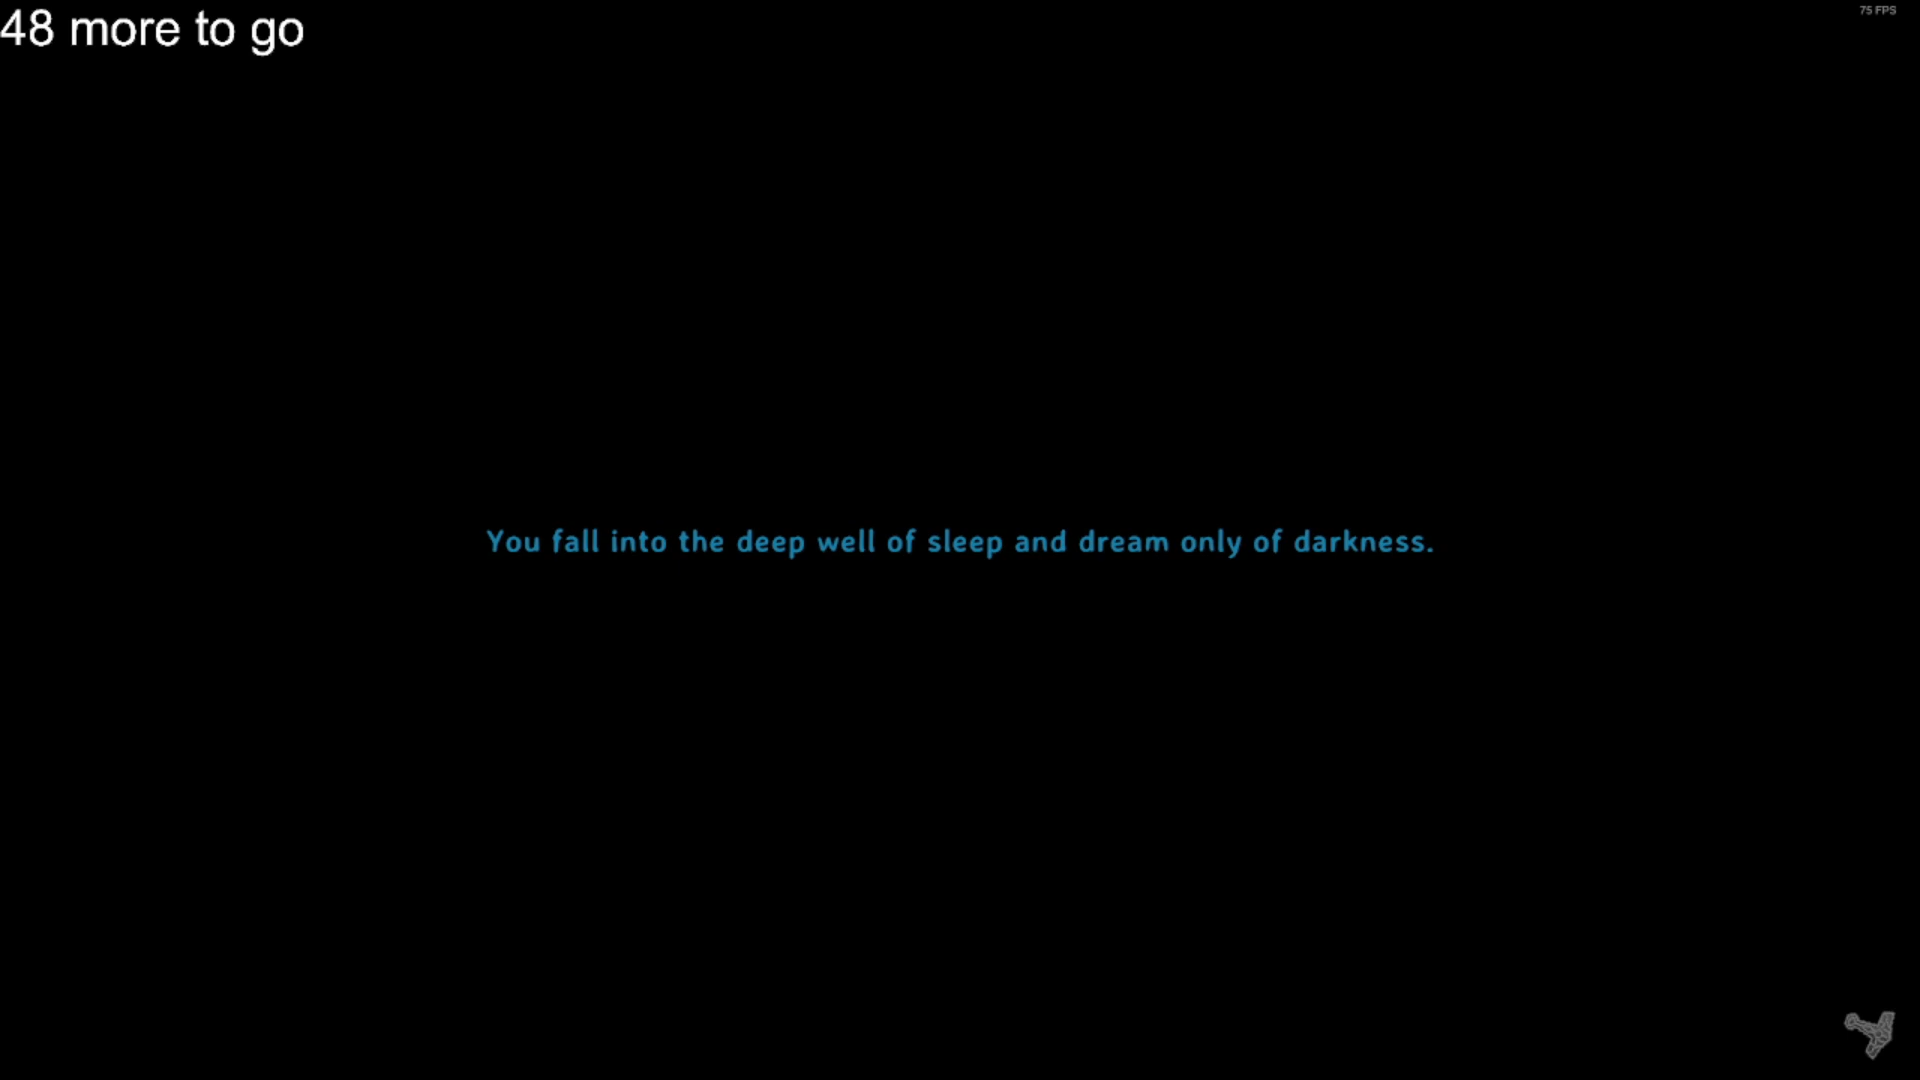 48 more to go
75 FPS
You fall into the deep well of sleep and dream only of darkness.